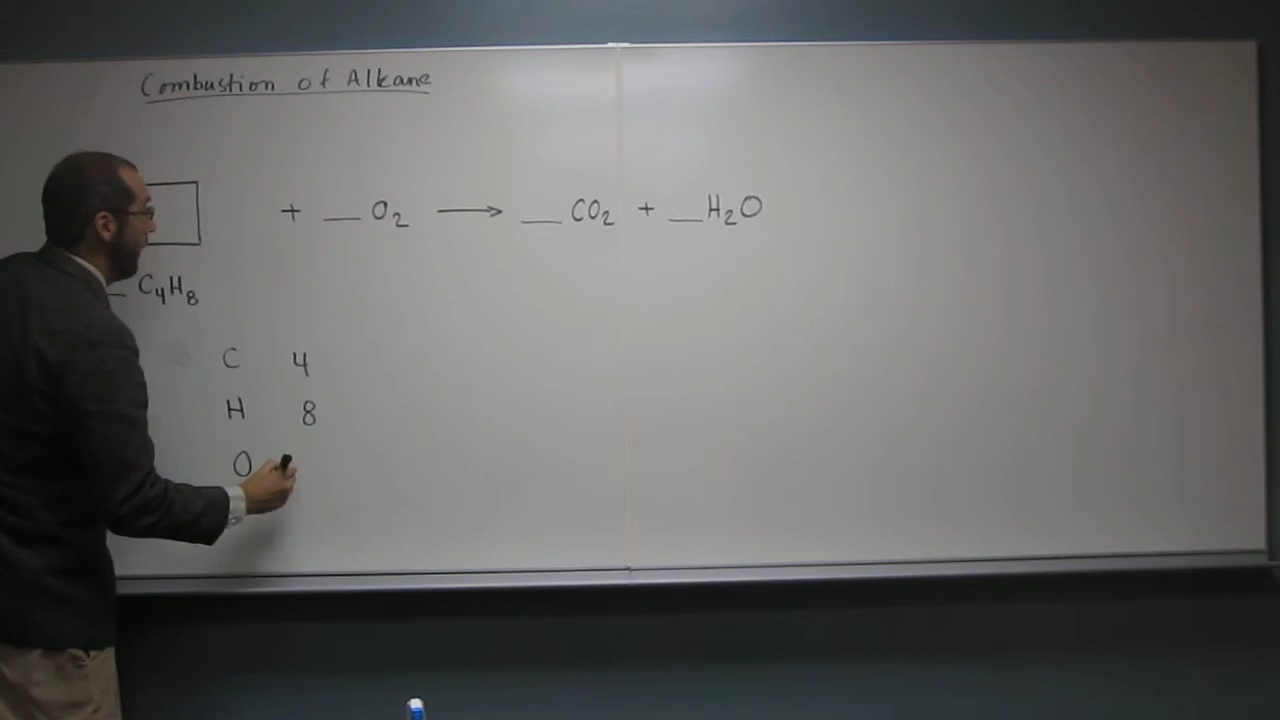 Combustion of Alkane
+ __ O₂ ⟶ __ CO₂ + __ H₂O
_ C₄H₈
C 4
H 8
O